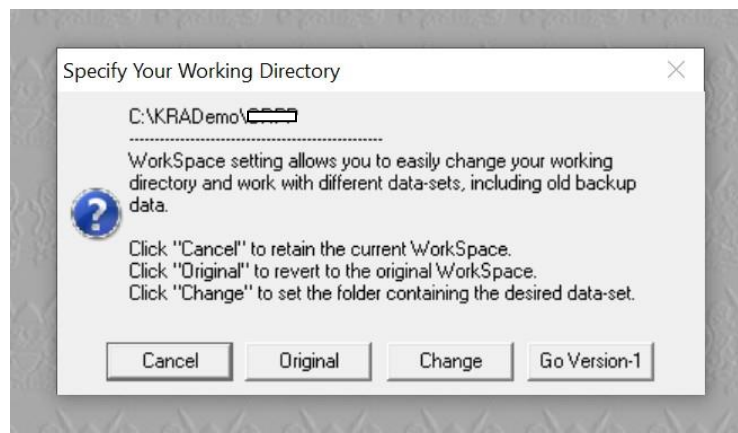 Specify Your Working Directory
C:\KRADemo\
-----------------------------------------------
WorkSpace setting allows you to easily change your working
directory and work with different data-sets, including old backup
data.
Click "Cancel" to retain the current WorkSpace.
Click "Original" to revert to the original WorkSpace.
Click "Change" to set the folder containing the desired data-set.
Cancel Original Change Go Version-1